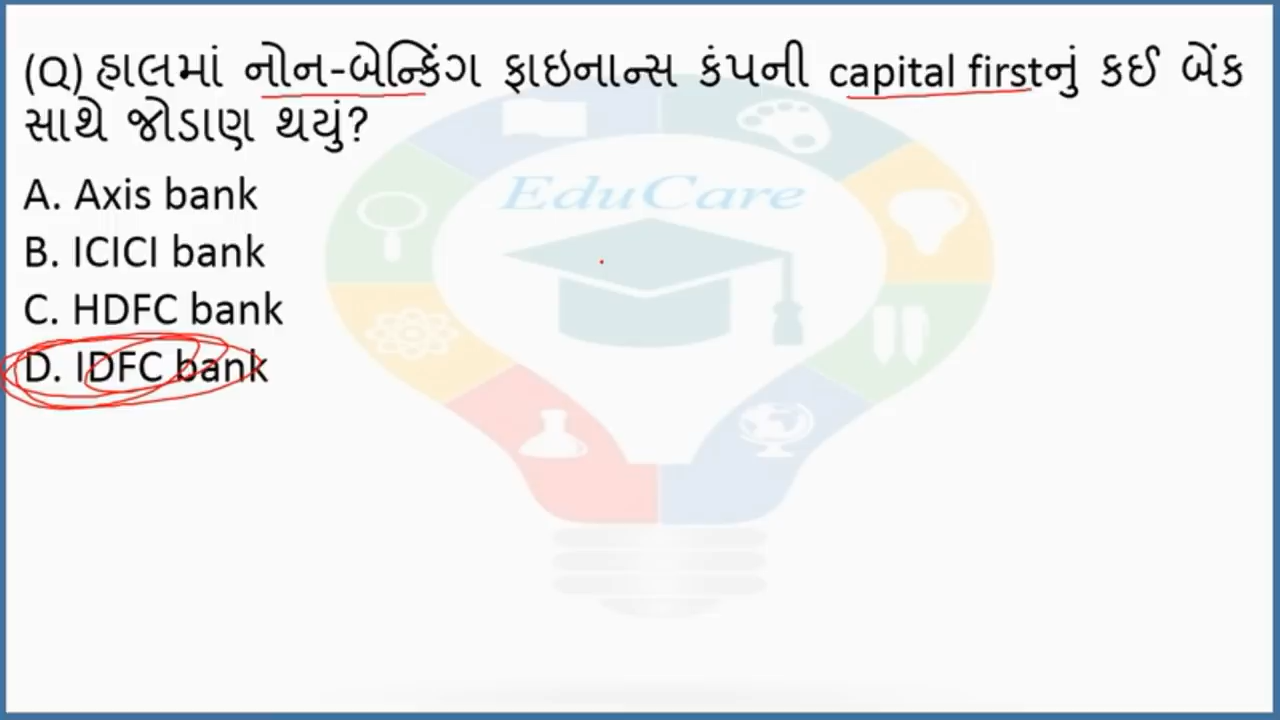 (Q) હાલમાં નોન-બેન્કિંગ ફાઇનાન્સ કંપની capital firstનું કઈ બેંક
સાથે જોડાણ થયું?
A. Axis bank
EduCare
B. ICICI bank
C. HDFC bank
D. IDFC bank